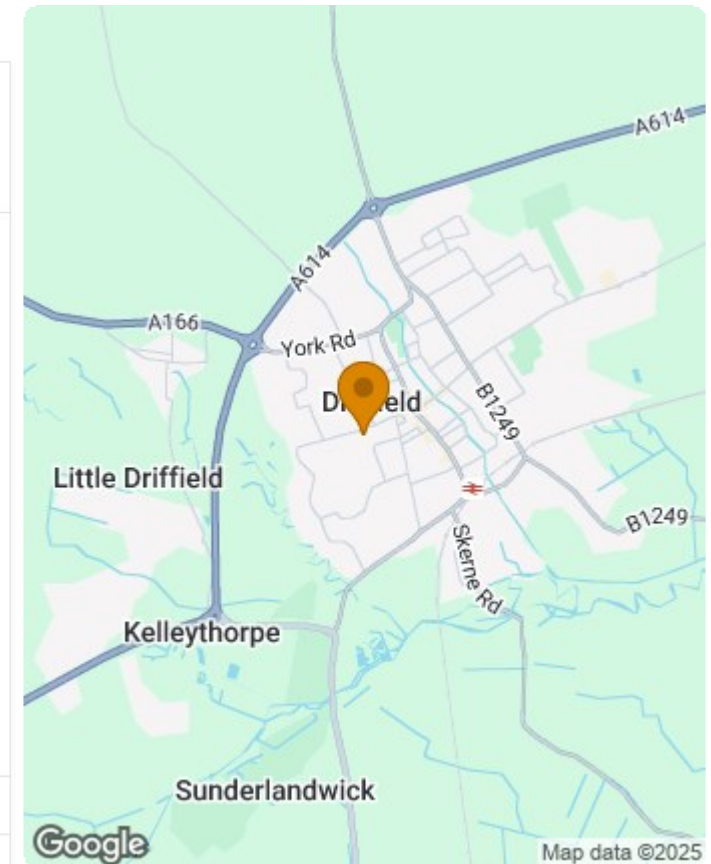 A614
A614
A166
York Rd
Driffield
B1249
Little Driffield
B1249
Skerne Rd
Kelleythorpe
Sunderlandwick
Google
Map data ©2025